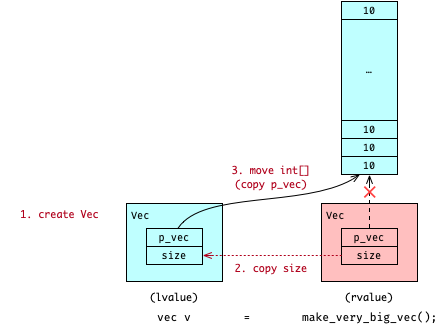 10
…
10
10
10
3. move int[]
(copy p_vec)
1. create Vec
Vec
p_vec
size
2. copy size
Vec
p_vec
size
(lvalue)
(rvalue)
vec v = make_very_big_vec();